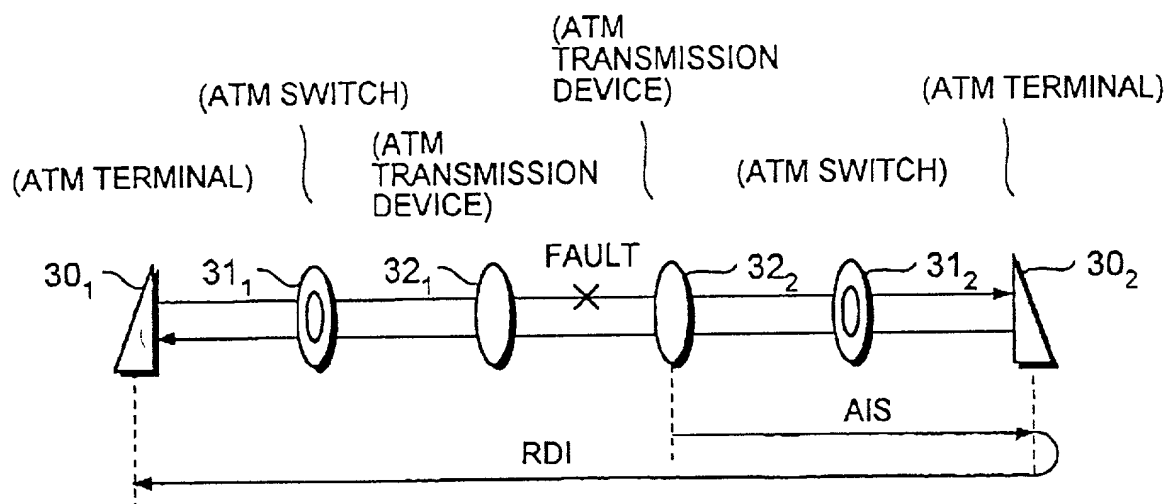 (ATM
TRANSMISSION
DEVICE)
(ATM SWITCH)
(ATM TERMINAL)
(ATM TERMINAL)
(ATM
TRANSMISSION
DEVICE)
(ATM SWITCH)
30₁
31₁
32₁
FAULT
32₂
31₂
30₂
AIS
RDI